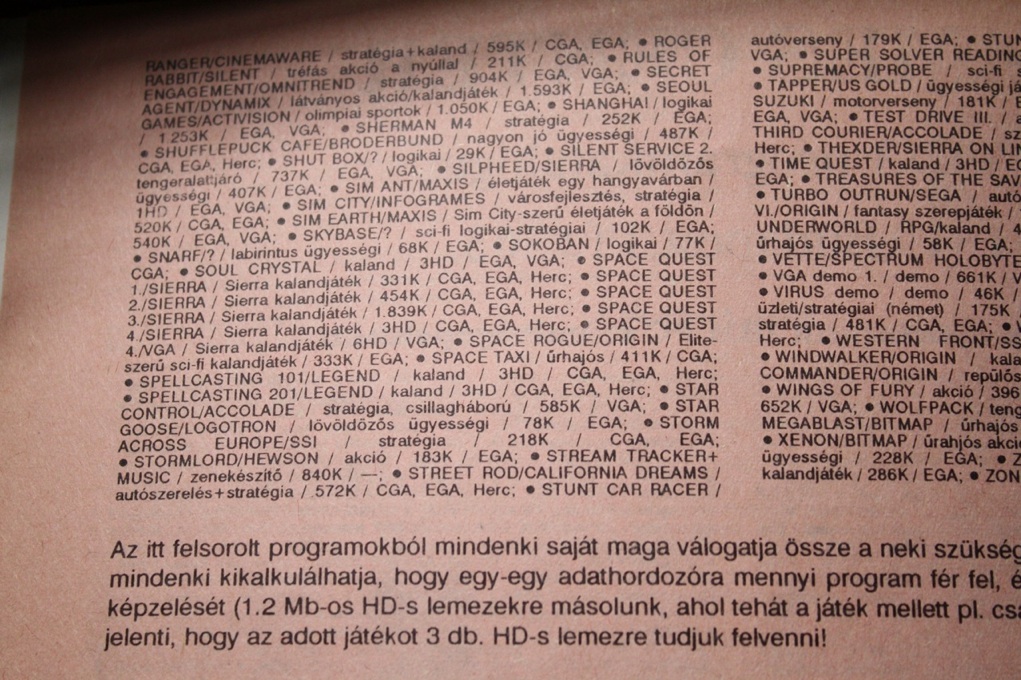 RANGER/CINEMAWARE / stratégia+kaland / 595K / CGA, EGA; ● ROGER
RABBIT/SILENT / tréfás akció a nyúllal / 211K / CGA; ● RULES OF
ENGAGEMENT/OMNITREND / stratégia / 904K / EGA, VGA; ● SECRET
AGENT/DYNAMIX / látványos akció/kalandjáték / 1.593K / EGA; ● SEOUL
GAMES/ACTIVISION / olimpiai sportok / 1.050K / EGA; ● SHANGHAI / logikai
/ 1.253K / EGA, VGA; ● SHERMAN M4 / stratégia / 252K / EGA;
● SHUFFLEPUCK CAFE/BRODERBUND / nagyon jó ügyességi / 487K /
CGA, EGA, Herc; ● SHUT BOX/? / logikai / 29K / EGA; ● SILENT SERVICE 2.
tengeralattjáró / 737K / EGA, VGA; ● SILPHEED/SIERRA / lövöldözős
ügyességi / 407K / EGA; ● SIM ANT/MAXIS / életjáték egy hangyavárban /
1HD / EGA, VGA; ● SIM CITY/INFOGRAMES / városfejlesztés, stratégia /
520K / CGA, EGA; ● SIM EARTH/MAXIS / Sim City-szerű életjáték a földön /
540K / EGA, VGA; ● SKYBASE/? / sci-fi logikai-stratégiai / 102K / EGA;
● SNARF/? / labirintus ügyességi / 68K / EGA; ● SOKOBAN / logikai / 77K /
CGA; ● SOUL CRYSTAL / kaland / 3HD / EGA, VGA; ● SPACE QUEST
1./SIERRA / Sierra kalandjáték / 331K / CGA, EGA, Herc; ● SPACE QUEST
2./SIERRA / Sierra kalandjáték / 454K / CGA, EGA, Herc; ● SPACE QUEST
3./SIERRA / Sierra kalandjáték / 1.839K / CGA, EGA, Herc; ● SPACE QUEST
4./SIERRA / Sierra kalandjáték / 3HD / CGA, EGA, Herc; ● SPACE QUEST
4./VGA / Sierra kalandjáték / 6HD / VGA; ● SPACE ROGUE/ORIGIN / Elite-
szerű sci-fi kalandjáték / 333K / EGA; ● SPACE TAXI / űrhajós / 411K / CGA;
● SPELLCASTING 101/LEGEND / kaland / 3HD / CGA, EGA, Herc;
● SPELLCASTING 201/LEGEND / kaland / 3HD / CGA, EGA, Herc; ● STAR
CONTROL/ACCOLADE / stratégia, csillagháború / 585K / VGA; ● STAR
GOOSE/LOGOTRON / lövöldözős ügyességi / 78K / EGA; ● STORM
ACROSS EUROPE/SSI / stratégia / 218K / CGA, EGA;
● STORMLORD/HEWSON / akció / 183K / EGA; ● STREAM TRACKER+
MUSIC / zenekészítő / 840K / —; ● STREET ROD/CALIFORNIA DREAMS /
autószerelés+stratégia / 572K / CGA, EGA, Herc; ● STUNT CAR RACER /
autóverseny / 179K / EGA; ● STUN
VGA; ● SUPER SOLVER READING
● SUPREMACY/PROBE / sci-fi s
● TAPPER/US GOLD / ügyességi já
SUZUKI / motorverseny / 181K / E
EGA, VGA; ● TEST DRIVE III. / a
THIRD COURIER/ACCOLADE / sz
Herc; ● THEXDER/SIERRA ON LIN
● TIME QUEST / kaland / 3HD / EG
EGA; ● TREASURES OF THE SAV
● TURBO OUTRUN/SEGA / autó
VI./ORIGIN / fantasy szerepjáték /
UNDERWORLD / RPG/kaland / 4
űrhajós ügyességi / 58K / EGA;
● VETTE/SPECTRUM HOLOBYTE
● VGA demo 1. / demo / 661K / V
● VIRUS demo / demo / 46K /
üzleti/stratégiai (német) / 175K /
stratégia / 481K / CGA, EGA; ●
Herc; ● WESTERN FRONT/SS
● WINDWALKER/ORIGIN / kala
COMMANDER/ORIGIN / repülős
● WINGS OF FURY / akció / 396
652K / VGA; ● WOLFPACK / teng
MEGABLAST/BITMAP / űrhajós
● XENON/BITMAP / űrahjós akció
ügyességi / 228K / EGA; ● Z
kalandjáték / 286K / EGA; ● ZON
Az itt felsorolt programokból mindenki saját maga válogatja össze a neki szükség
mindenki kikalkulálhatja, hogy egy-egy adathordozóra mennyi program fér fel, é
képzelését (1.2 Mb-os HD-s lemezekre másolunk, ahol tehát a játék mellett pl. csa
jelenti, hogy az adott játékot 3 db. HD-s lemezre tudjuk felvenni!